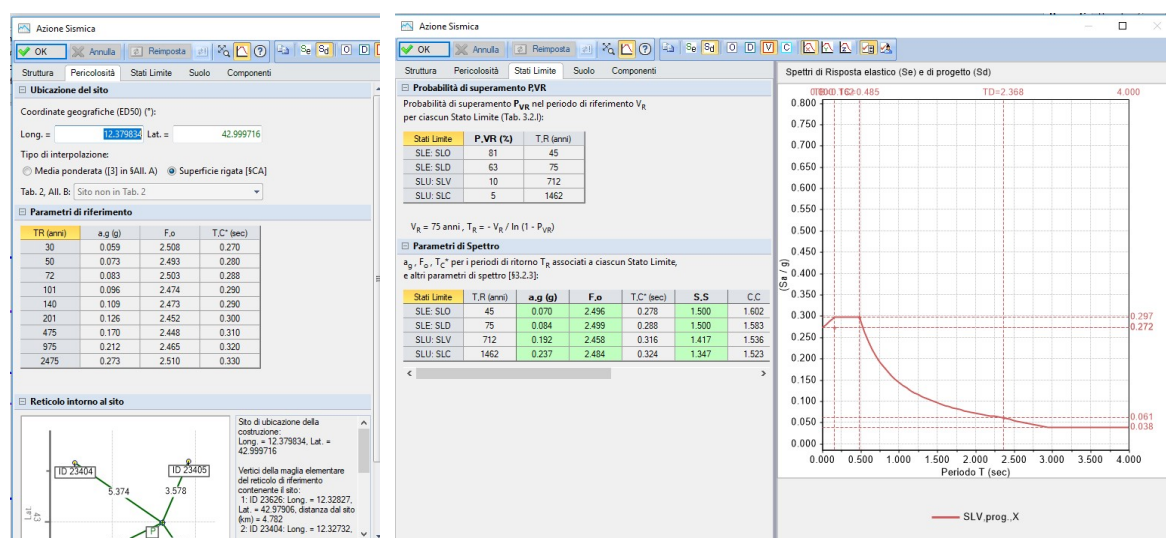 Azione Sismica
OK Annulla Reimposta Se Sd O D
Struttura Pericolosità Stati Limite Suolo Componenti
Ubicazione del sito
Coordinate geografiche (ED50) (*):
Long. = 12.379834 Lat. = 42.999716
Tipo di interpolazione:
Media ponderata ([3] in §All. A) Superficie rigata [§CA]
Tab. 2, All. B: Sito non in Tab. 2
Parametri di riferimento
TR (anni) a.g (g) F,o T,C* (sec)
30 0.059 2.508 0.270
50 0.073 2.493 0.280
72 0.083 2.503 0.288
101 0.096 2.474 0.290
140 0.109 2.473 0.290
201 0.126 2.452 0.300
475 0.170 2.448 0.310
975 0.212 2.465 0.320
2475 0.273 2.510 0.330
Reticolo intorno al sito
ID 23404 ID 23405
5.374 3.578
Lat.
43
P
Sito di ubicazione della
costruzione:
Long. = 12.379834, Lat. =
42.999716
Vertici della maglia elementare
del reticolo di riferimento
contenente il sito:
1: ID 23626: Long. = 12.32827,
Lat. = 42.97906, distanza dal sito
(km) = 4.782
2: ID 23404: Long. = 12.32732,
Azione Sismica
OK Annulla Reimposta Se Sd O D V C
Struttura Pericolosità Stati Limite Suolo Componenti
Probabilità di superamento P,VR
Probabilità di superamento PVR nel periodo di riferimento VR
per ciascun Stato Limite (Tab. 3.2.I):
Stati Limite P,VR (%) T,R (anni)
SLE: SLO 81 45
SLE: SLD 63 75
SLU: SLV 10 712
SLU: SLC 5 1462
VR = 75 anni , TR = - VR / ln (1 - PVR)
Parametri di Spettro
ag , Fo , TC* per i periodi di ritorno TR associati a ciascun Stato Limite,
e altri parametri di spettro [§3.2.3]:
Stati Limite T,R (anni) a.g (g) F,o T,C* (sec) S,S C,C
SLE: SLO 45 0.070 2.496 0.278 1.500 1.602
SLE: SLD 75 0.084 2.499 0.288 1.500 1.583
SLU: SLV 712 0.192 2.458 0.316 1.417 1.536
SLU: SLC 1462 0.237 2.484 0.324 1.347 1.523
Spettri di Risposta elastico (Se) e di progetto (Sd)
0.485 TD=2.368 4.000
0.800
0.750
0.700
0.650
0.600
0.550
0.500
0.450
0.400
0.350
0.300
0.250
0.200
0.150
0.100
0.050
0.000
(Sa / g)
0.297
0.272
0.061
0.038
0.000 0.500 1.000 1.500 2.000 2.500 3.000 3.500 4.000
Periodo T (sec)
SLV,prog.,X